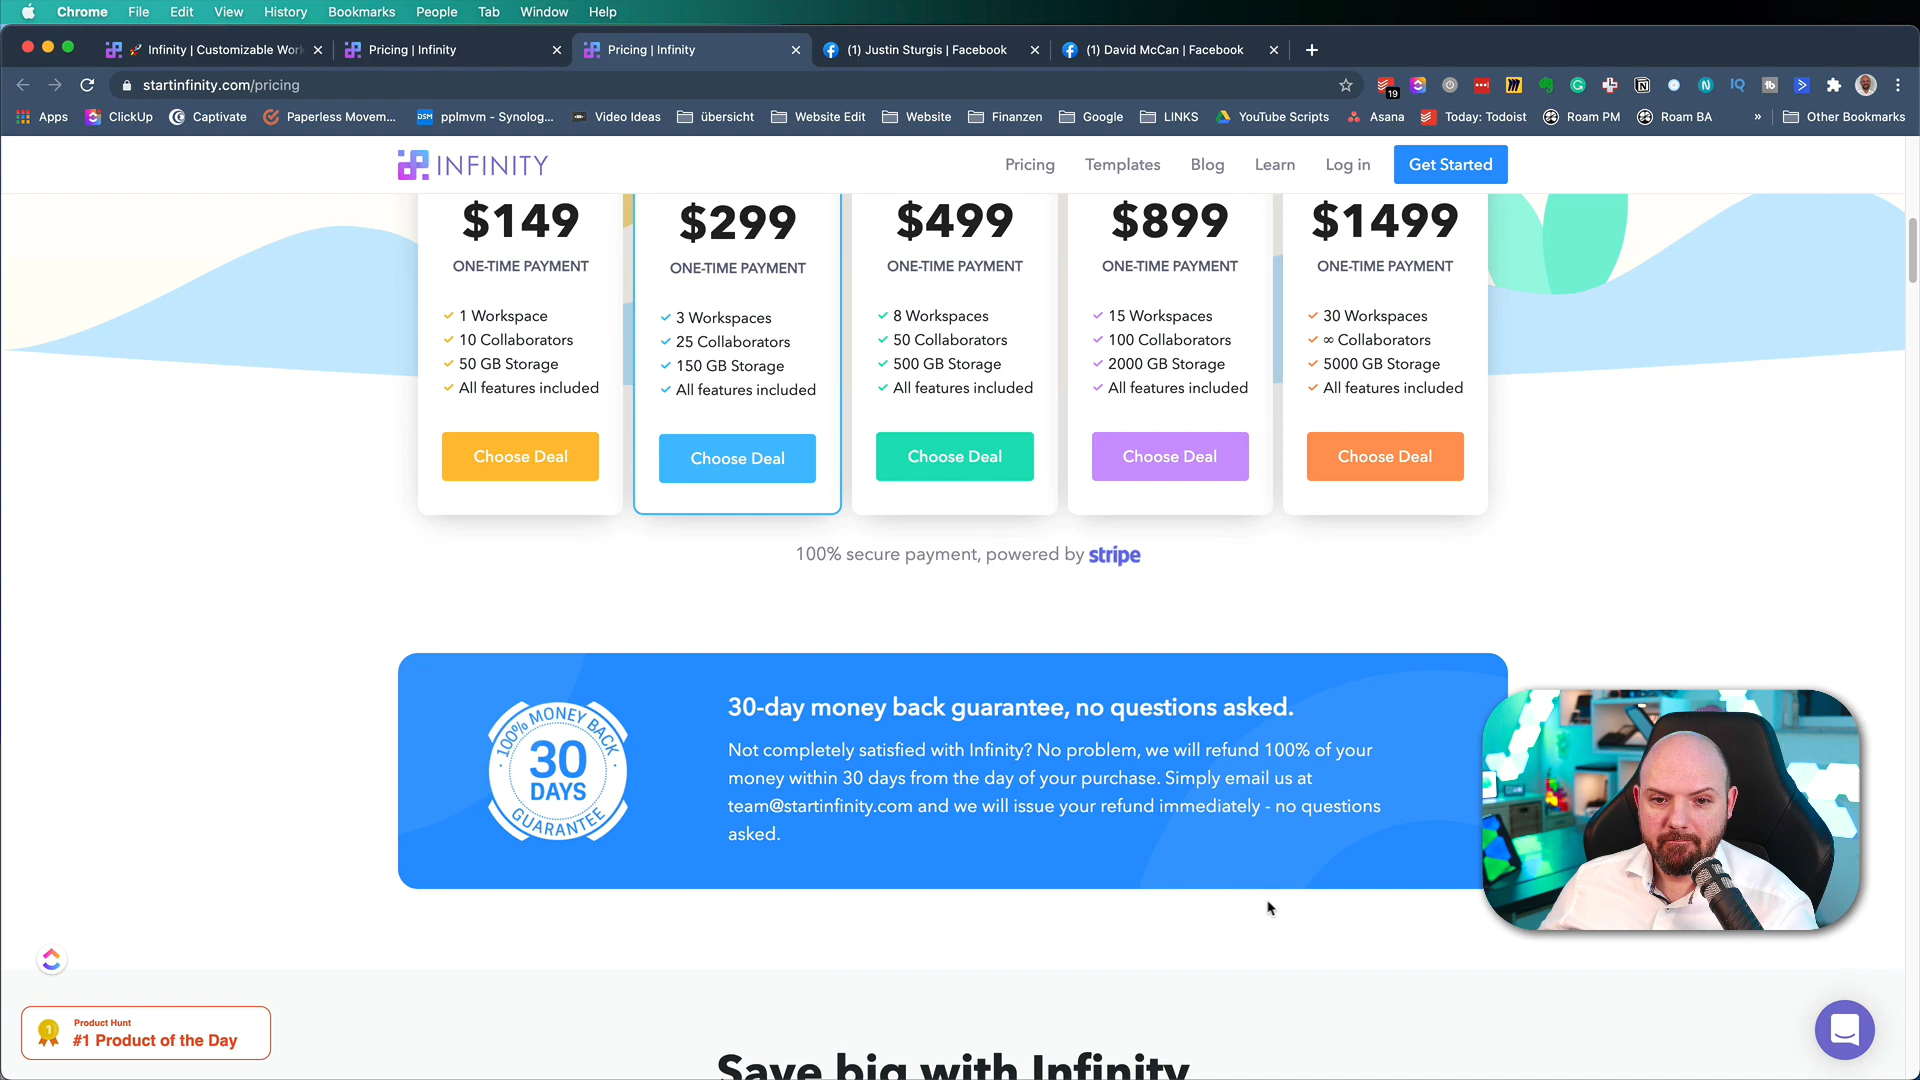 Chrome File Edit View History Bookmarks People Tab Window Help
Infinity | Customizable Work
Pricing | Infinity
Pricing | Infinity
(1) Justin Sturgis | Facebook
(1) David McCan | Facebook
startinfinity.com/pricing
19
Apps
ClickUp
Captivate
Paperless Movem...
DSM
pplmvm - Synolog...
Video Ideas
übersicht
Website Edit
Website
Finanzen
Google
LINKS
YouTube Scripts
Asana
Today: Todoist
Roam PM
Roam BA
»
Other Bookmarks
INFINITY
Pricing
Templates
Blog
Learn
Log in
Get Started
$149
ONE-TIME PAYMENT
1 Workspace
10 Collaborators
50 GB Storage
All features included
Choose Deal
$299
ONE-TIME PAYMENT
3 Workspaces
25 Collaborators
150 GB Storage
All features included
Choose Deal
$499
ONE-TIME PAYMENT
8 Workspaces
50 Collaborators
500 GB Storage
All features included
Choose Deal
$899
ONE-TIME PAYMENT
15 Workspaces
100 Collaborators
2000 GB Storage
All features included
Choose Deal
$1499
ONE-TIME PAYMENT
30 Workspaces
∞ Collaborators
5000 GB Storage
All features included
Choose Deal
100% secure payment, powered by stripe
100% MONEY BACK
30
DAYS
GUARANTEE
30-day money back guarantee, no questions asked.
Not completely satisfied with Infinity? No problem, we will refund 100% of your
money within 30 days from the day of your purchase. Simply email us at
team@startinfinity.com and we will issue your refund immediately - no questions
asked.
1
Product Hunt
#1 Product of the Day
Save big with Infinity